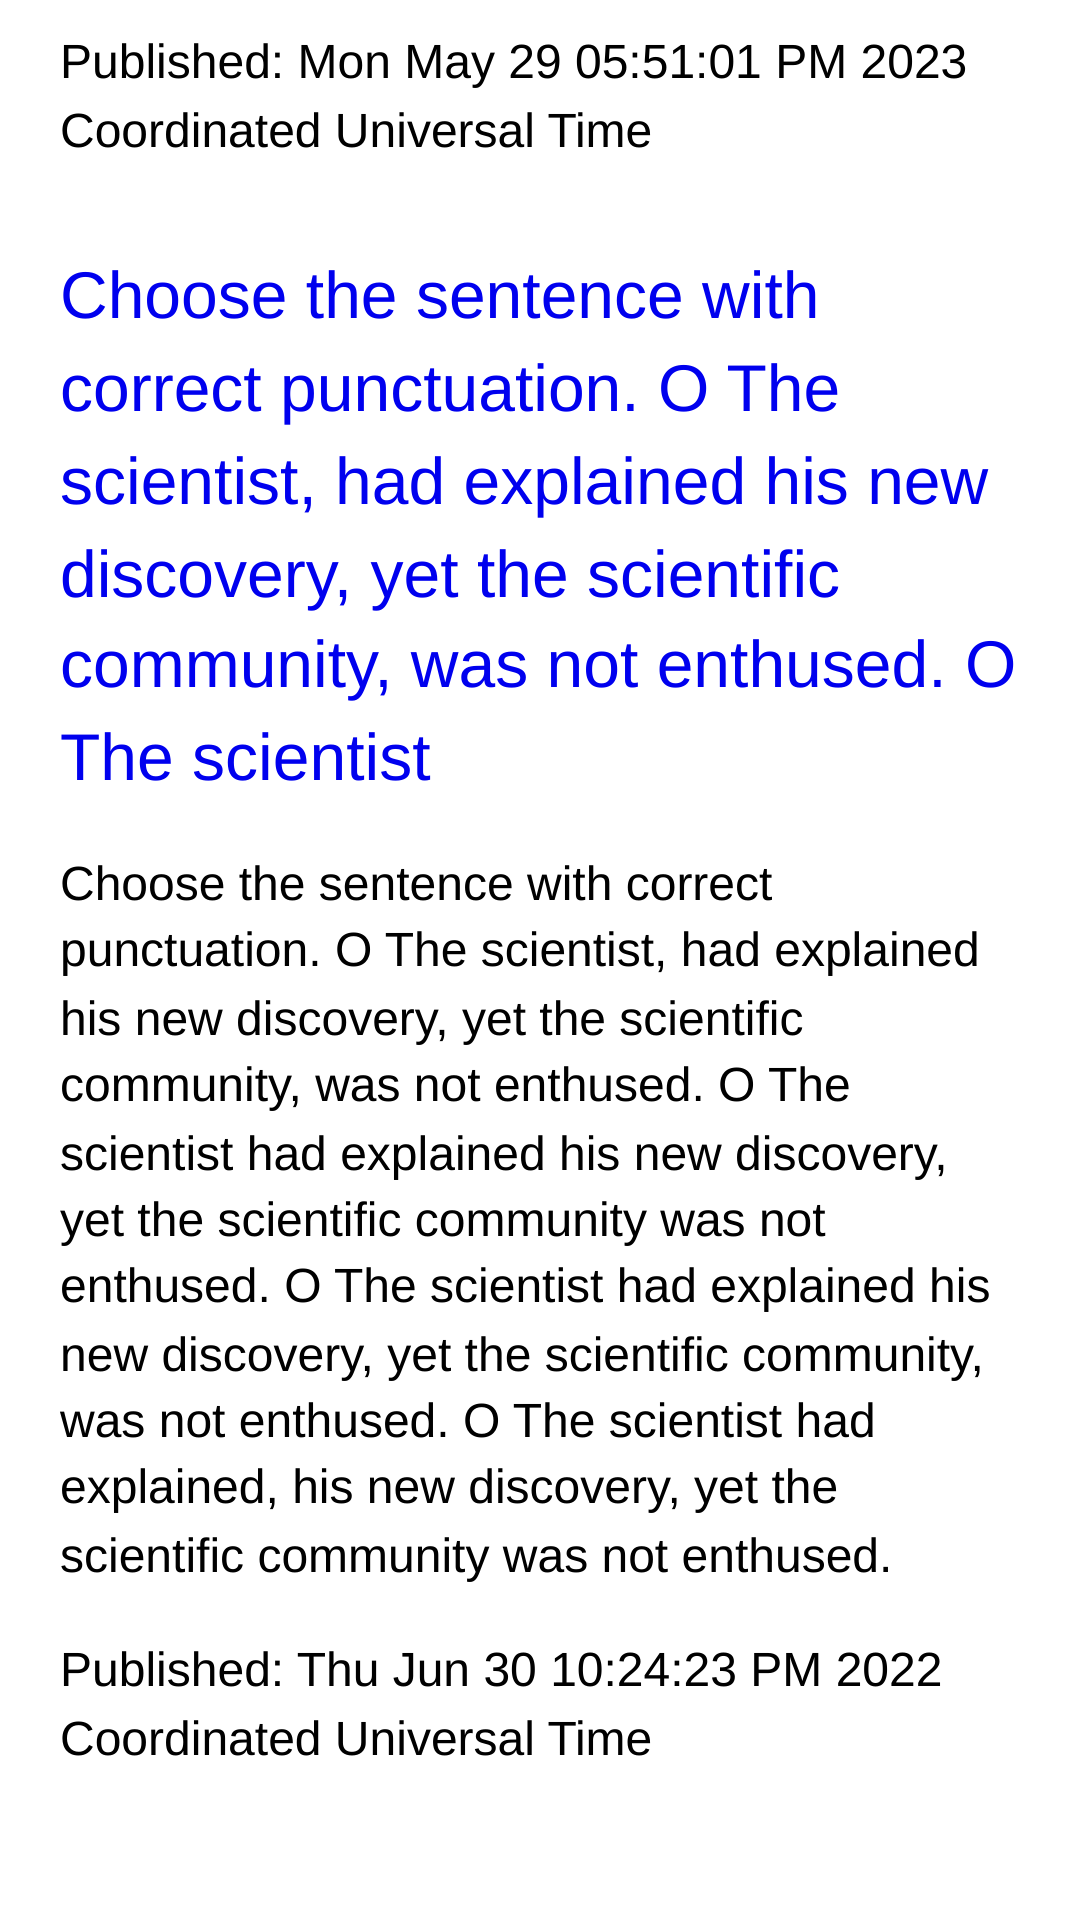 Published: Mon May 29 05:51:01 PM 2023
Coordinated Universal Time
Choose the sentence with
correct punctuation. O The
scientist, had explained his new
discovery, yet the scientific
community, was not enthused. O
The scientist
Choose the sentence with correct
punctuation. O The scientist, had explained
his new discovery, yet the scientific
community, was not enthused. O The
scientist had explained his new discovery,
yet the scientific community was not
enthused. O The scientist had explained his
new discovery, yet the scientific community,
was not enthused. O The scientist had
explained, his new discovery, yet the
scientific community was not enthused.
Published: Thu Jun 30 10:24:23 PM 2022
Coordinated Universal Time